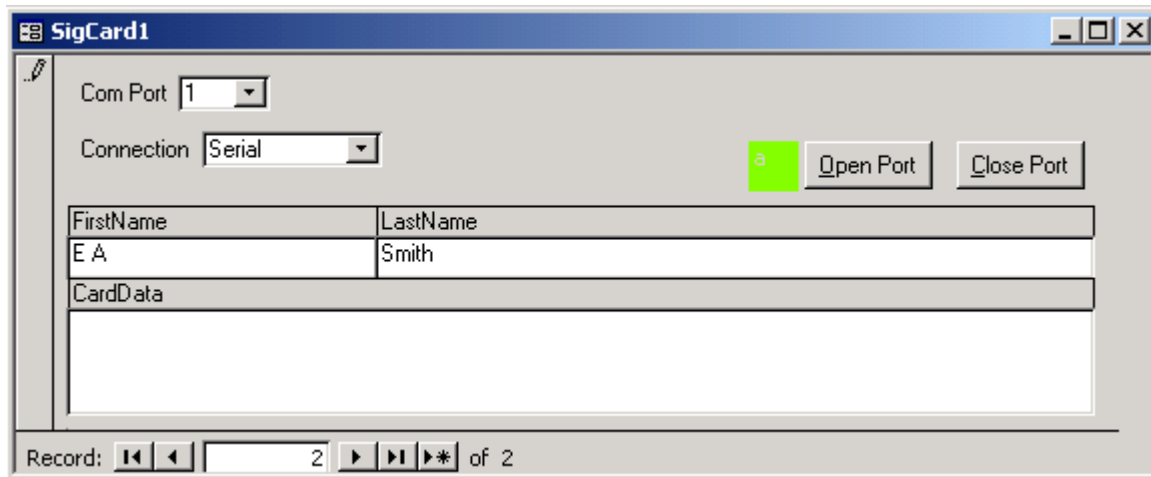 SigCard1
Com Port 1
Connection Serial
a Open Port Close Port
FirstName LastName
E A Smith
CardData
Record: 2 of 2